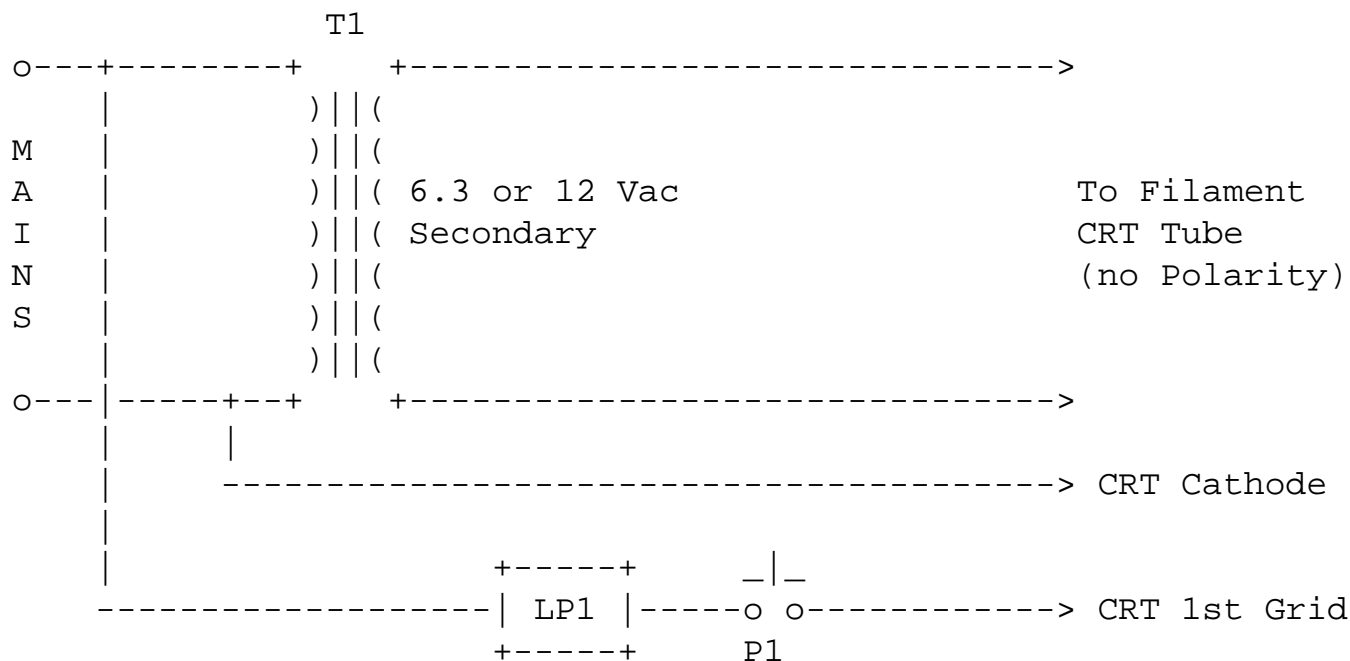 T1
o---+--------+ +------------------------------->
| )||(
M | )||(
A | )||( 6.3 or 12 Vac To Filament
I | )||( Secondary CRT Tube
N | )||( (no Polarity)
S | )||(
| )||(
o---|-----+--+ +------------------------------->
| |
| ----------------------------------------> CRT Cathode
|
| +-----+ _|_
-------------------| LP1 |-----o o------------> CRT 1st Grid
+-----+ P1